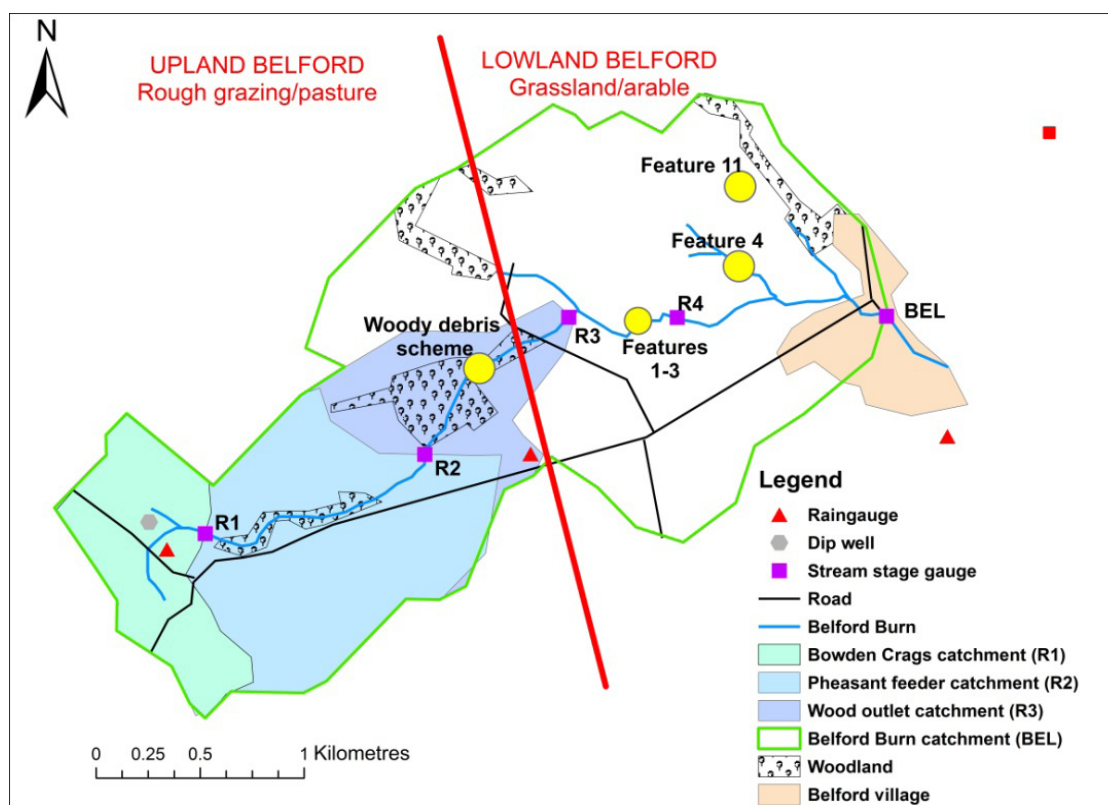 N
UPLAND BELFORD
Rough grazing/pasture
LOWLAND BELFORD
Grassland/arable
Feature 11
Feature 4
Woody debris
scheme
R3
R4
Features
1-3
BEL
R2
R1
Legend
Raingauge
Dip well
Stream stage gauge
Road
Belford Burn
Bowden Crags catchment (R1)
Pheasant feeder catchment (R2)
Wood outlet catchment (R3)
Belford Burn catchment (BEL)
Woodland
Belford village
0 0.25 0.5 1 Kilometres